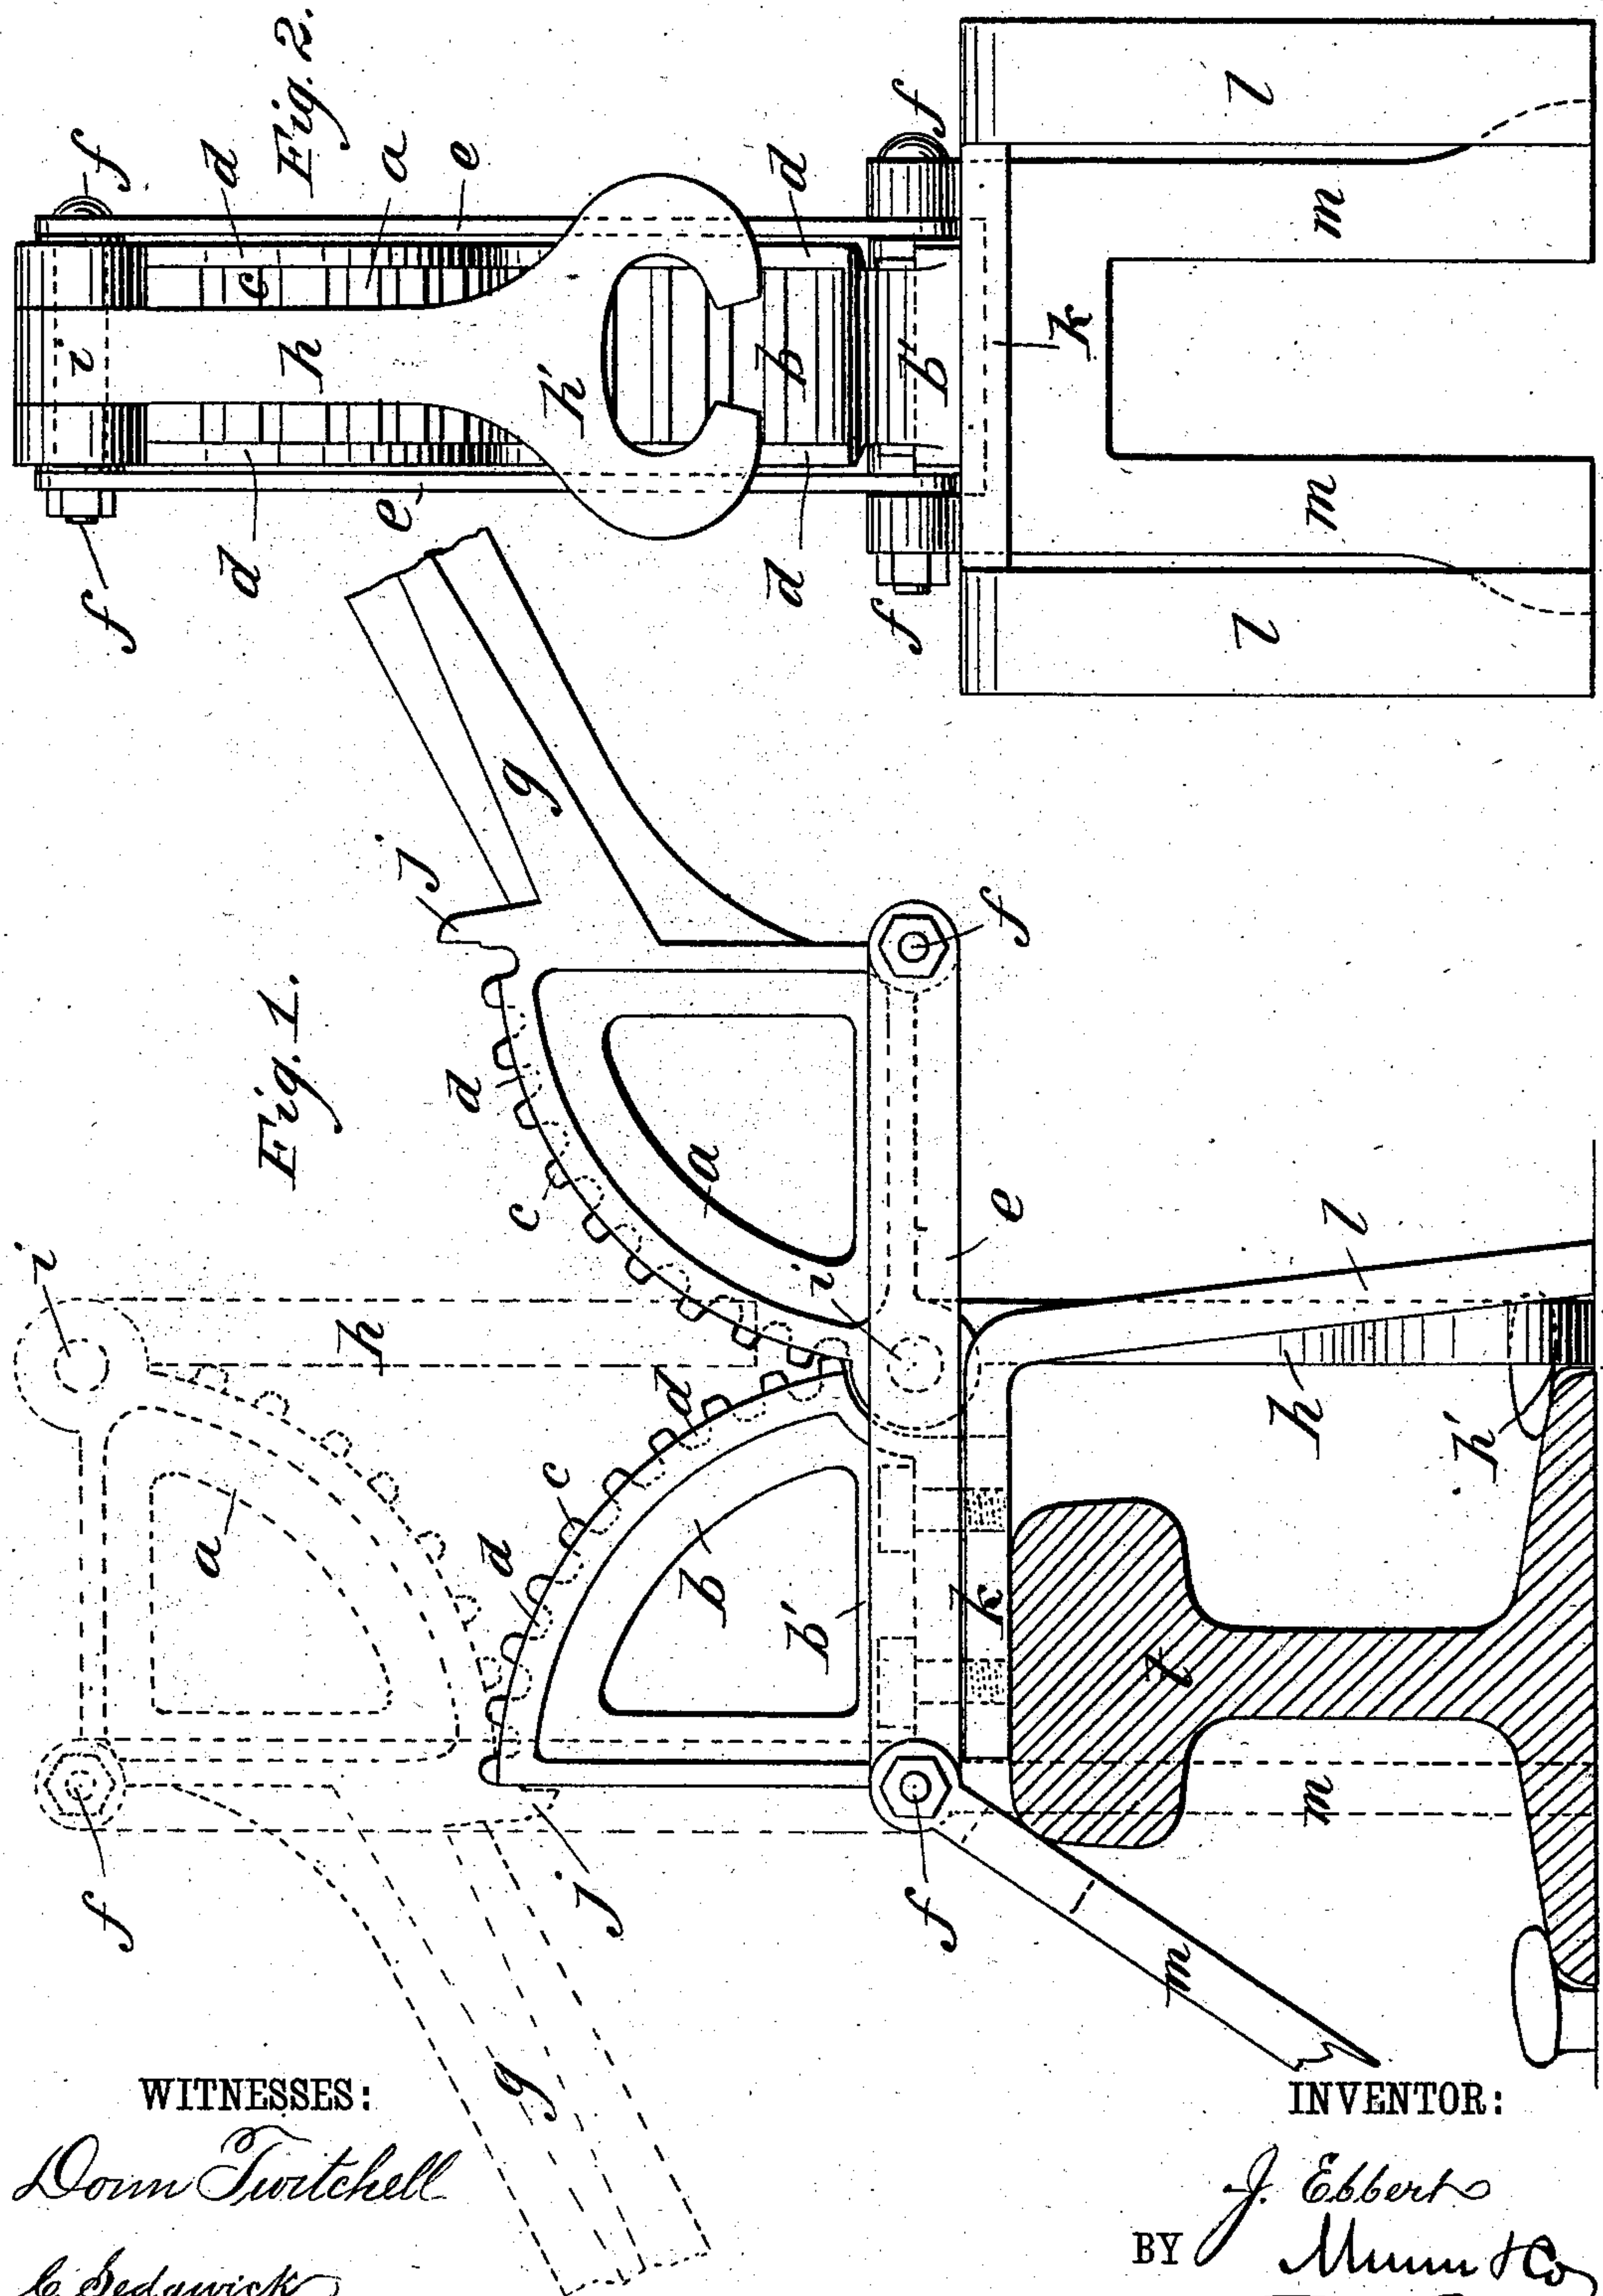 Fig. 2.
f
f
d
a
e
d
f
l
c
i
h
h'
b
b'
k
m
m
d
e
d
f
f
l
Fig. 1.
j
g
f
d
c
a
i
e
l
i
h
d
h
h'
a
c
d
b
b'
k
t
m
f
j
f
m
g
WITNESSES:
Donn Twitchell
C. Sedgwick
INVENTOR:
J. Ebbert
BY Munn & Co